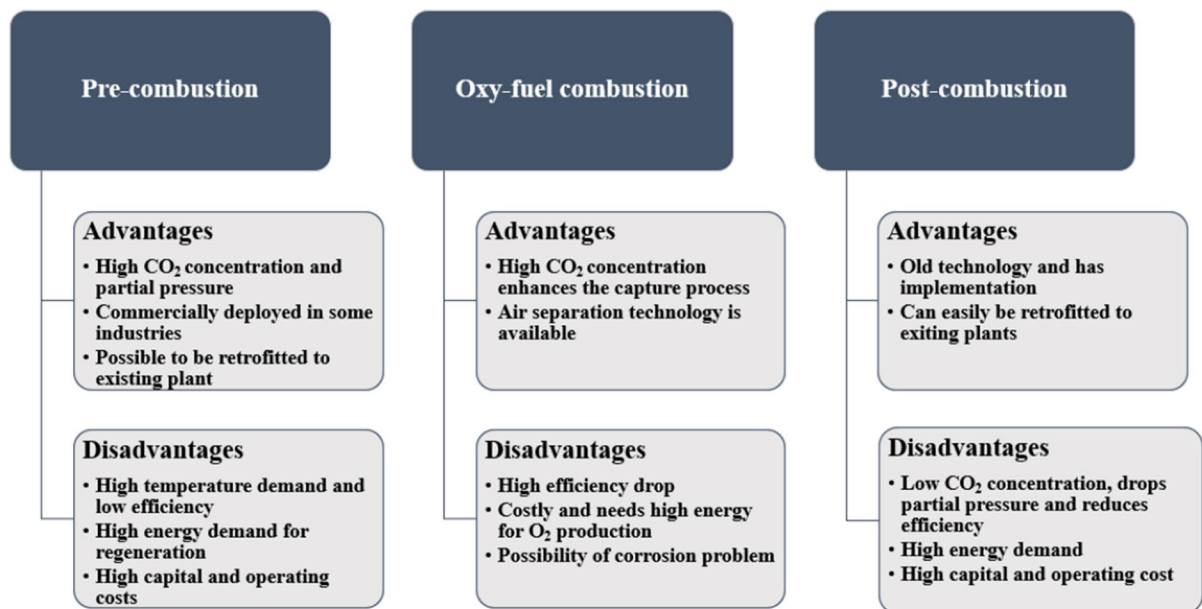 Pre-combustion
Advantages
• High CO₂ concentration and
partial pressure
• Commercially deployed in some
industries
• Possible to be retrofitted to
existing plant
Disadvantages
• High temperature demand and
low efficiency
• High energy demand for
regeneration
• High capital and operating
costs
Oxy-fuel combustion
Advantages
• High CO₂ concentration
enhances the capture process
• Air separation technology is
available
Disadvantages
• High efficiency drop
• Costly and needs high energy
for O₂ production
• Possibility of corrosion problem
Post-combustion
Advantages
• Old technology and has
implementation
• Can easily be retrofitted to
exiting plants
Disadvantages
• Low CO₂ concentration, drops
partial pressure and reduces
efficiency
• High energy demand
• High capital and operating cost